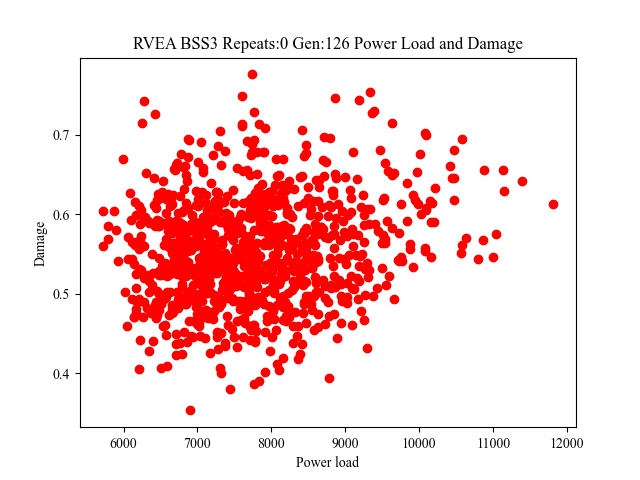 RVEA BSS3 Repeats:0 Gen:126 Power Load and Damage
0.7
0.6
0.5
0.4
Damage
6000 7000 8000 9000 10000 11000 12000
Power load